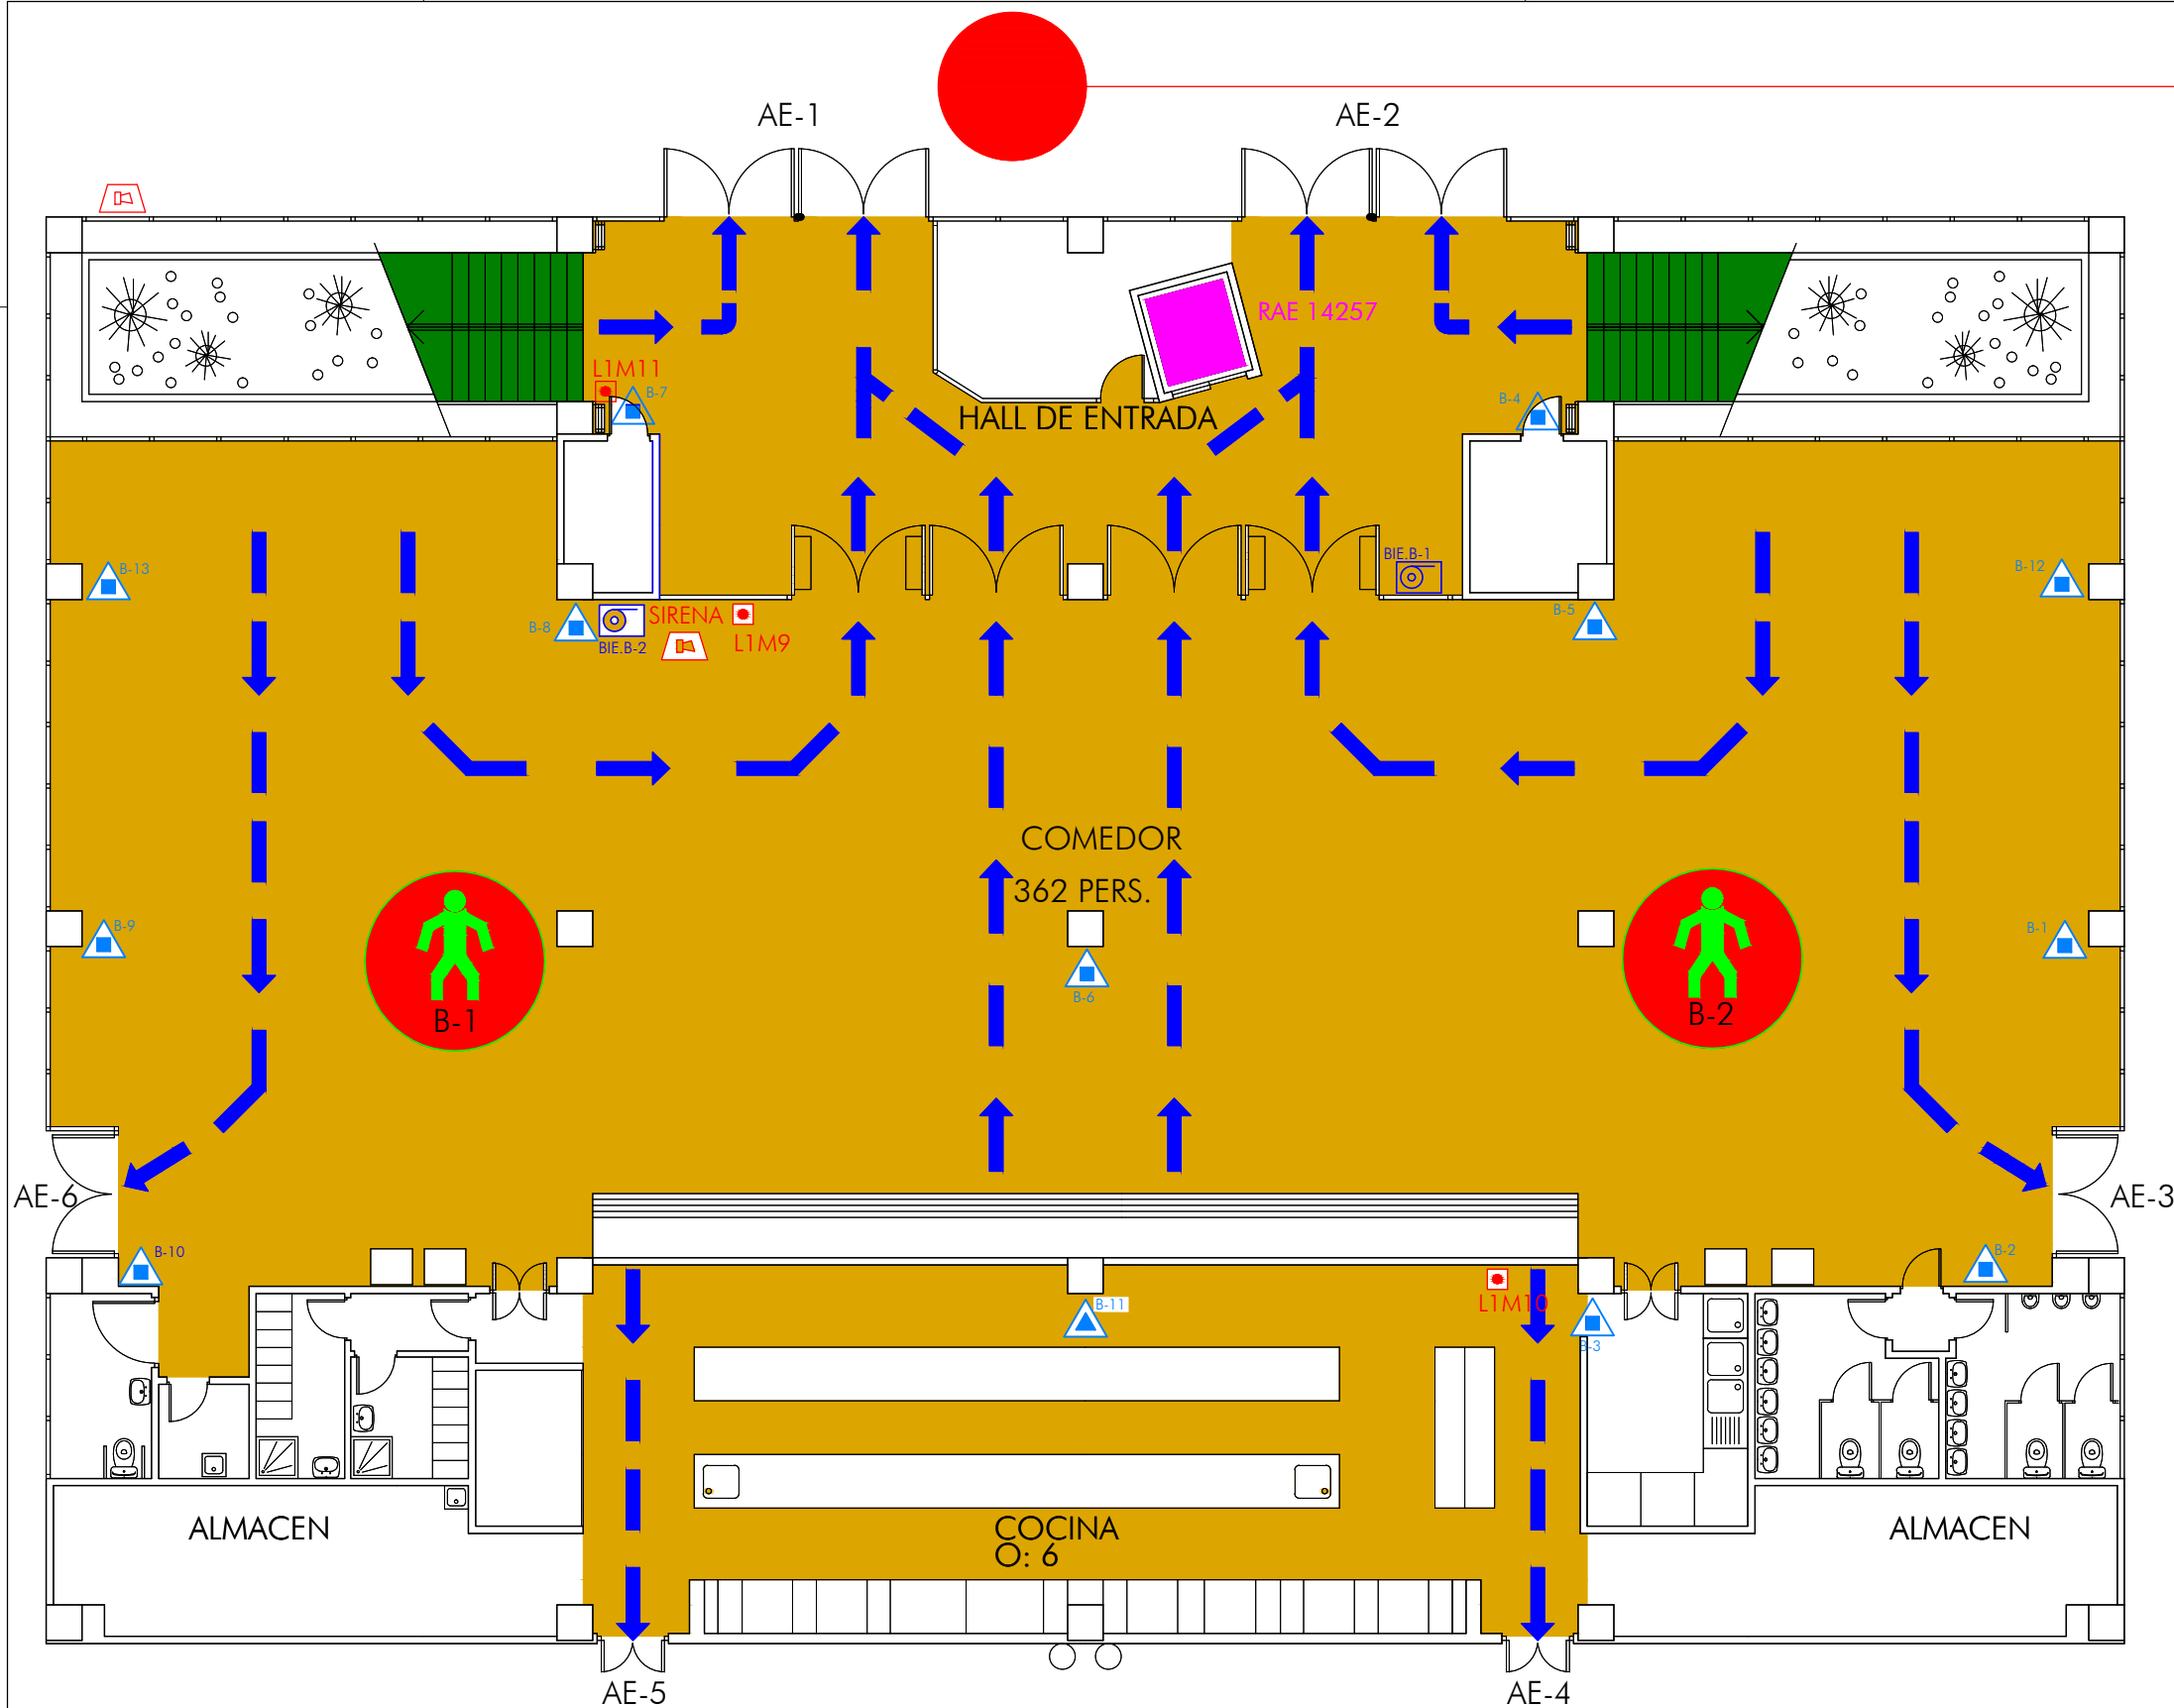 AE-1
AE-2
RAE 14257
L1M11
B-7
B-4
HALL DE ENTRADA
BIE.B-1
B-13
B-12
B-8
SIRENA
B-5
BIE.B-2
L1M9
COMEDOR
362 PERS.
B-9
B-1
B-6
B-1
B-2
AE-6
AE-3
B-10
B-2
B-11
L1M10
B-3
ALMACEN
COCINA
ALMACEN
O: 6
AE-5
AE-4